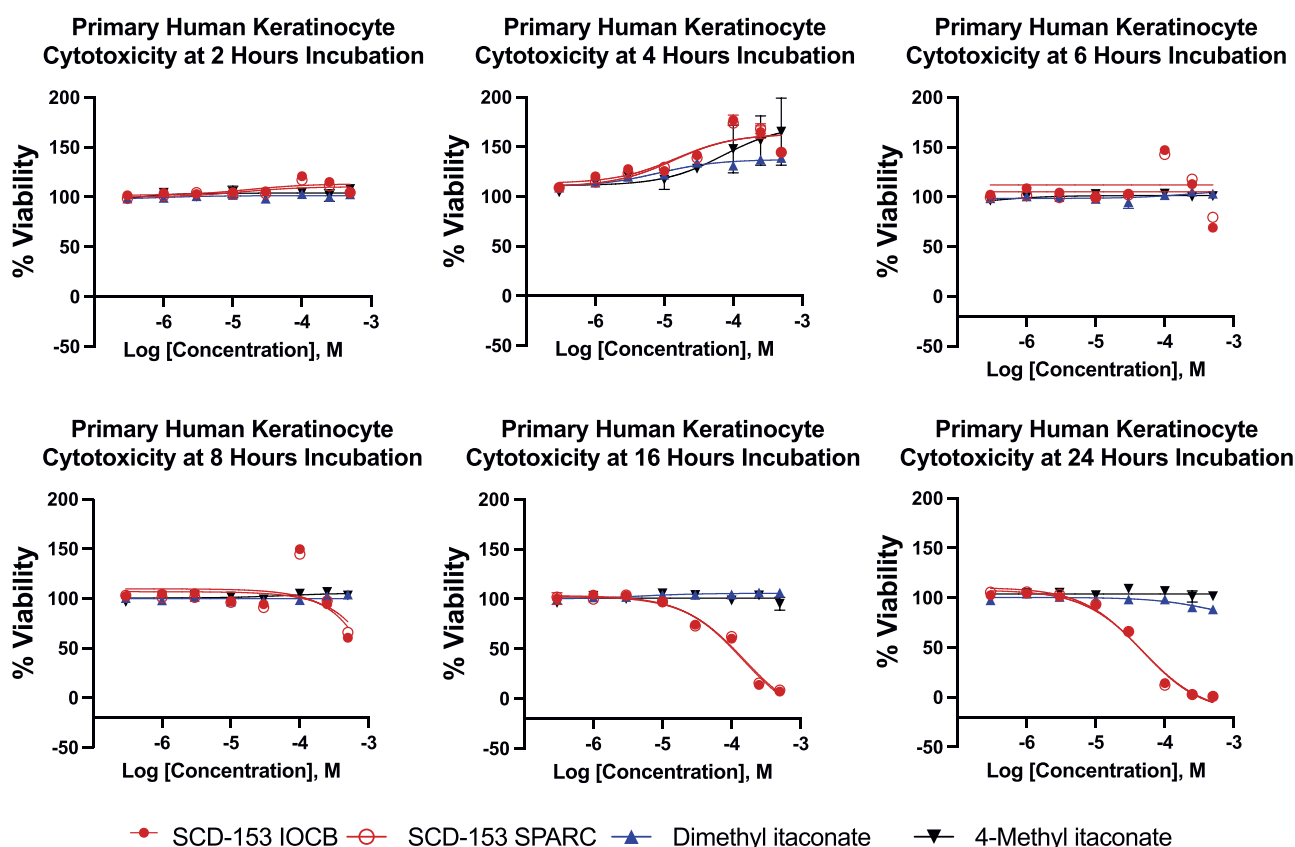 Primary Human Keratinocyte
Cytotoxicity at 2 Hours Incubation
200
150
100
50
0
-50
% Viability
-6 -5 -4 -3
Log [Concentration], M
Primary Human Keratinocyte
Cytotoxicity at 4 Hours Incubation
200
150
100
50
0
-50
% Viability
-6 -5 -4 -3
Log [Concentration], M
Primary Human Keratinocyte
Cytotoxicity at 6 Hours Incubation
200
150
100
50
0
-50
% Viability
-6 -5 -4 -3
Log [Concentration], M
Primary Human Keratinocyte
Cytotoxicity at 8 Hours Incubation
200
150
100
50
0
-50
% Viability
-6 -5 -4 -3
Log [Concentration], M
Primary Human Keratinocyte
Cytotoxicity at 16 Hours Incubation
200
150
100
50
0
-50
% Viability
-6 -5 -4 -3
Log [Concentration], M
Primary Human Keratinocyte
Cytotoxicity at 24 Hours Incubation
200
150
100
50
0
-50
% Viability
-6 -5 -4 -3
Log [Concentration], M
SCD-153 IOCB SCD-153 SPARC Dimethyl itaconate 4-Methyl itaconate